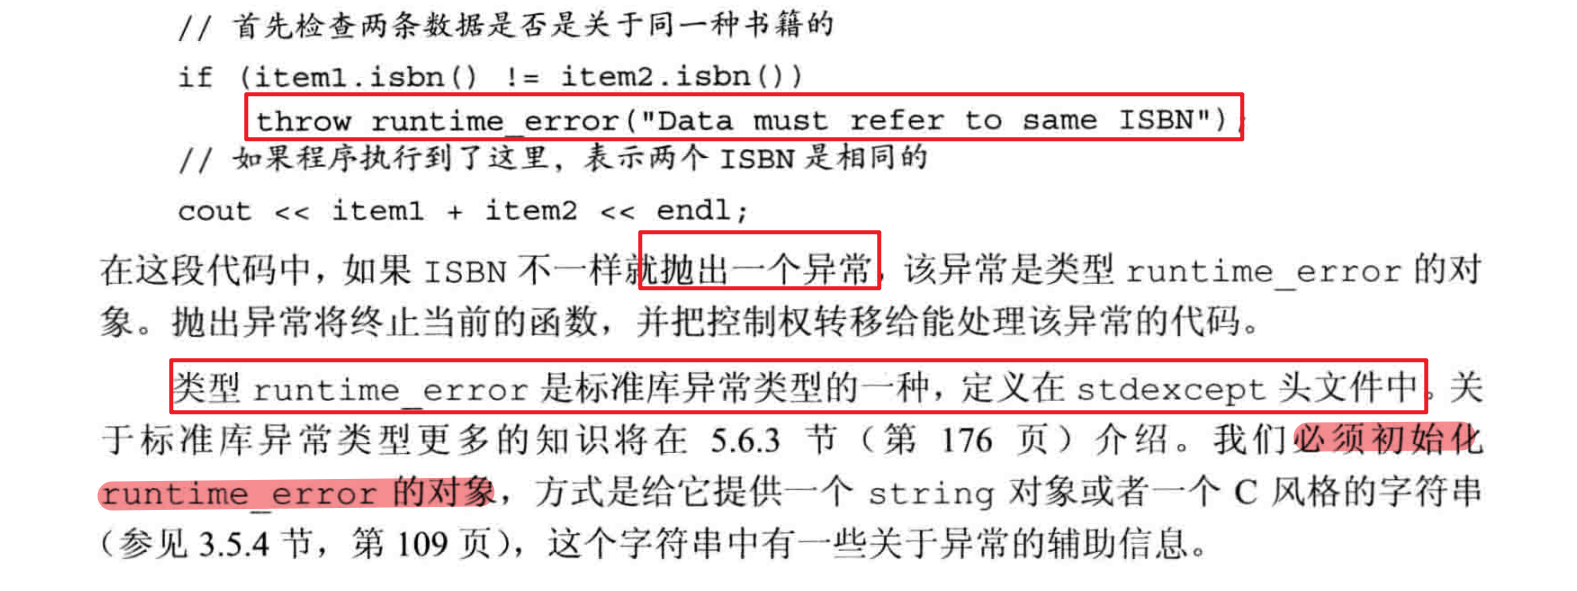 // 首先检查两条数据是否是关于同一种书籍的
if (item1.isbn() != item2.isbn())
throw runtime_error("Data must refer to same ISBN");
// 如果程序执行到了这里，表示两个 ISBN 是相同的
cout << item1 + item2 << endl;
在这段代码中，如果 ISBN 不一样就抛出一个异常，该异常是类型 runtime_error 的对
象。抛出异常将终止当前的函数，并把控制权转移给能处理该异常的代码。
类型 runtime_error 是标准库异常类型的一种，定义在 stdexcept 头文件中。关
于标准库异常类型更多的知识将在 5.6.3 节（第 176 页）介绍。我们必须初始化
runtime_error 的对象，方式是给它提供一个 string 对象或者一个 C 风格的字符串
（参见 3.5.4 节，第 109 页），这个字符串中有一些关于异常的辅助信息。